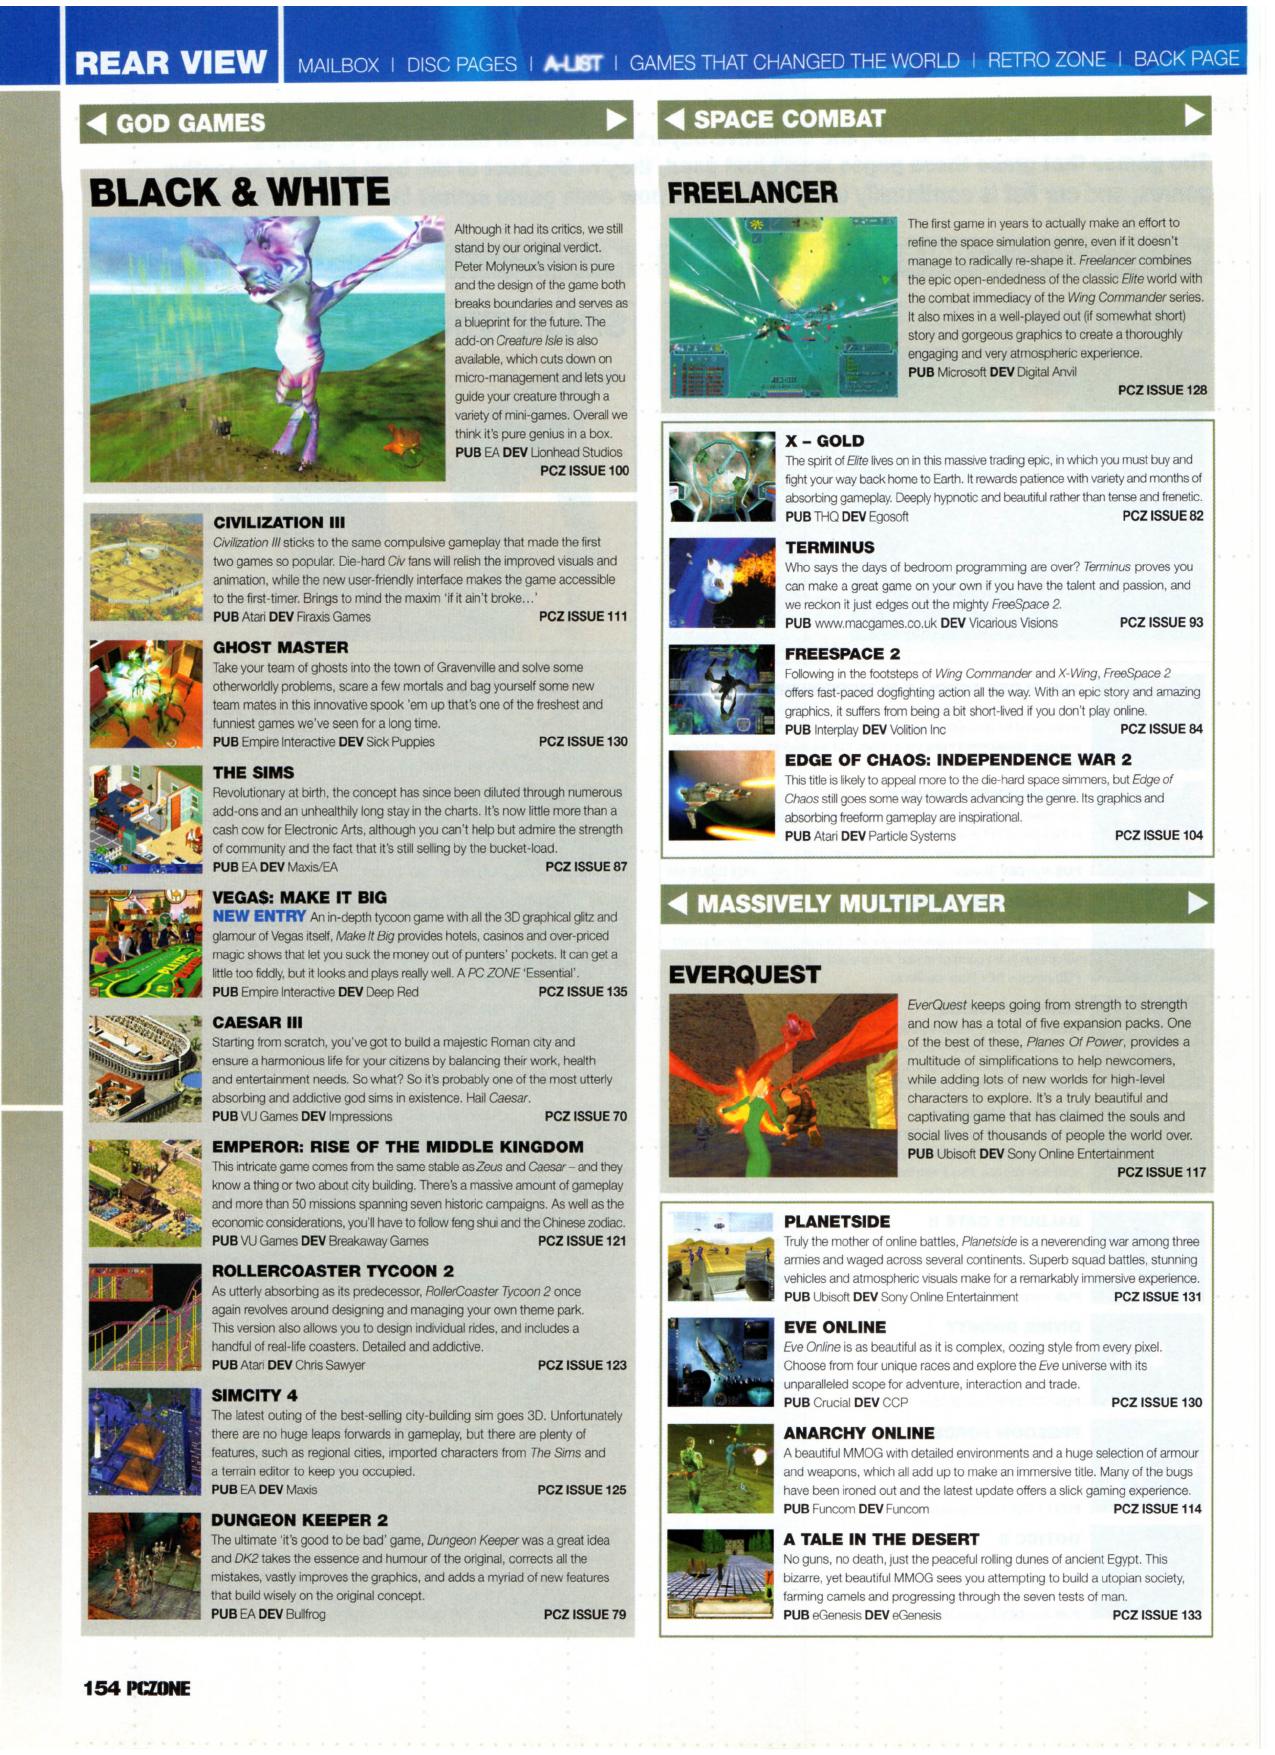 REAR VIEW
MAILBOX | DISC PAGES | A-LIST | GAMES THAT CHANGED THE WORLD | RETRO ZONE | BACK PAGE
GOD GAMES
BLACK & WHITE
Although it had its critics, we still
stand by our original verdict.
Peter Molyneux's vision is pure
and the design of the game both
breaks boundaries and serves as
a blueprint for the future. The
add-on Creature Isle is also
available, which cuts down on
micro-management and lets you
guide your creature through a
variety of mini-games. Overall we
think it's pure genius in a box.
PUB EA DEV Lionhead Studios
PCZ ISSUE 100
CIVILIZATION III
Civilization III sticks to the same compulsive gameplay that made the first
two games so popular. Die-hard Civ fans will relish the improved visuals and
animation, while the new user-friendly interface makes the game accessible
to the first-timer. Brings to mind the maxim 'if it ain't broke...'
PUB Atari DEV Firaxis Games PCZ ISSUE 111
GHOST MASTER
Take your team of ghosts into the town of Gravenville and solve some
otherworldly problems, scare a few mortals and bag yourself some new
team mates in this innovative spook 'em up that's one of the freshest and
funniest games we've seen for a long time.
PUB Empire Interactive DEV Sick Puppies PCZ ISSUE 130
THE SIMS
Revolutionary at birth, the concept has since been diluted through numerous
add-ons and an unhealthily long stay in the charts. It's now little more than a
cash cow for Electronic Arts, although you can't help but admire the strength
of community and the fact that it's still selling by the bucket-load.
PUB EA DEV Maxis/EA PCZ ISSUE 87
VEGA$: MAKE IT BIG
NEW ENTRY An in-depth tycoon game with all the 3D graphical glitz and
glamour of Vegas itself, Make It Big provides hotels, casinos and over-priced
magic shows that let you suck the money out of punters' pockets. It can get a
little too fiddly, but it looks and plays really well. A PC ZONE 'Essential'.
PUB Empire Interactive DEV Deep Red PCZ ISSUE 135
CAESAR III
Starting from scratch, you've got to build a majestic Roman city and
ensure a harmonious life for your citizens by balancing their work, health
and entertainment needs. So what? So it's probably one of the most utterly
absorbing and addictive god sims in existence. Hail Caesar.
PUB VU Games DEV Impressions PCZ ISSUE 70
EMPEROR: RISE OF THE MIDDLE KINGDOM
This intricate game comes from the same stable as Zeus and Caesar – and they
know a thing or two about city building. There's a massive amount of gameplay
and more than 50 missions spanning seven historic campaigns. As well as the
economic considerations, you'll have to follow feng shui and the Chinese zodiac.
PUB VU Games DEV Breakaway Games PCZ ISSUE 121
ROLLERCOASTER TYCOON 2
As utterly absorbing as its predecessor, RollerCoaster Tycoon 2 once
again revolves around designing and managing your own theme park.
This version also allows you to design individual rides, and includes a
handful of real-life coasters. Detailed and addictive.
PUB Atari DEV Chris Sawyer PCZ ISSUE 123
SIMCITY 4
The latest outing of the best-selling city-building sim goes 3D. Unfortunately
there are no huge leaps forwards in gameplay, but there are plenty of
features, such as regional cities, imported characters from The Sims and
a terrain editor to keep you occupied.
PUB EA DEV Maxis PCZ ISSUE 125
DUNGEON KEEPER 2
The ultimate 'it's good to be bad' game, Dungeon Keeper was a great idea
and DK2 takes the essence and humour of the original, corrects all the
mistakes, vastly improves the graphics, and adds a myriad of new features
that build wisely on the original concept.
PUB EA DEV Bullfrog PCZ ISSUE 79
SPACE COMBAT
FREELANCER
The first game in years to actually make an effort to
refine the space simulation genre, even if it doesn't
manage to radically re-shape it. Freelancer combines
the epic open-endedness of the classic Elite world with
the combat immediacy of the Wing Commander series.
It also mixes in a well-played out (if somewhat short)
story and gorgeous graphics to create a thoroughly
engaging and very atmospheric experience.
PUB Microsoft DEV Digital Anvil
PCZ ISSUE 128
X – GOLD
The spirit of Elite lives on in this massive trading epic, in which you must buy and
fight your way back home to Earth. It rewards patience with variety and months of
absorbing gameplay. Deeply hypnotic and beautiful rather than tense and frenetic.
PUB THQ DEV Egosoft PCZ ISSUE 82
TERMINUS
Who says the days of bedroom programming are over? Terminus proves you
can make a great game on your own if you have the talent and passion, and
we reckon it just edges out the mighty FreeSpace 2.
PUB www.macgames.co.uk DEV Vicarious Visions PCZ ISSUE 93
FREESPACE 2
Following in the footsteps of Wing Commander and X-Wing, FreeSpace 2
offers fast-paced dogfighting action all the way. With an epic story and amazing
graphics, it suffers from being a bit short-lived if you don't play online.
PUB Interplay DEV Volition Inc PCZ ISSUE 84
EDGE OF CHAOS: INDEPENDENCE WAR 2
This title is likely to appeal more to the die-hard space simmers, but Edge of
Chaos still goes some way towards advancing the genre. Its graphics and
absorbing freeform gameplay are inspirational.
PUB Atari DEV Particle Systems PCZ ISSUE 104
MASSIVELY MULTIPLAYER
EVERQUEST
EverQuest keeps going from strength to strength
and now has a total of five expansion packs. One
of the best of these, Planes Of Power, provides a
multitude of simplifications to help newcomers,
while adding lots of new worlds for high-level
characters to explore. It's a truly beautiful and
captivating game that has claimed the souls and
social lives of thousands of people the world over.
PUB Ubisoft DEV Sony Online Entertainment
PCZ ISSUE 117
PLANETSIDE
Truly the mother of online battles, Planetside is a neverending war among three
armies and waged across several continents. Superb squad battles, stunning
vehicles and atmospheric visuals make for a remarkably immersive experience.
PUB Ubisoft DEV Sony Online Entertainment PCZ ISSUE 131
EVE ONLINE
Eve Online is as beautiful as it is complex, oozing style from every pixel.
Choose from four unique races and explore the Eve universe with its
unparalleled scope for adventure, interaction and trade.
PUB Crucial DEV CCP PCZ ISSUE 130
ANARCHY ONLINE
A beautiful MMOG with detailed environments and a huge selection of armour
and weapons, which all add up to make an immersive title. Many of the bugs
have been ironed out and the latest update offers a slick gaming experience.
PUB Funcom DEV Funcom PCZ ISSUE 114
A TALE IN THE DESERT
No guns, no death, just the peaceful rolling dunes of ancient Egypt. This
bizarre, yet beautiful MMOG sees you attempting to build a utopian society,
farming camels and progressing through the seven tests of man.
PUB eGenesis DEV eGenesis PCZ ISSUE 133
154 PCZONE